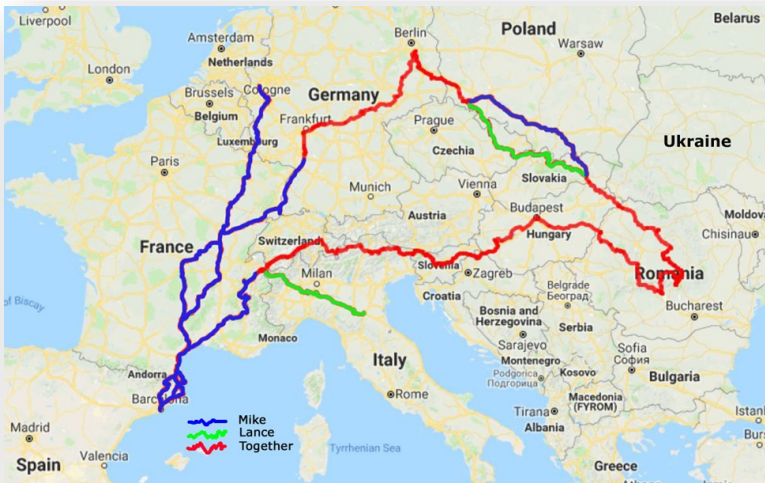 Liverpool
London
Amsterdam
Netherlands
Brussels
Belgium
Cologne
Luxembourg
Germany
Frankfurt
Berlin
Poland
Warsaw
Belarus
Prague
Czechia
Ukraine
Paris
Munich
Vienna
Slovakia
Austria
Budapest
Hungary
Moldova
Chisinau
France
Switzerland
Milan
Slovenia
Zagreb
Croatia
Romania
Bucharest
Belgrade
Београд
of Biscay
Monaco
Bosnia and
Herzegovina
Sarajevo
Serbia
Montenegro
Podgorica
Подгорица
Kosovo
Sofia
София
Bulgaria
Andorra
Barcelona
Italy
Rome
Macedonia
(FYROM)
Tirana
Albania
Istanb
Burs
Madrid
Spain
Valencia
Tyrrhenian Sea
Greece
Mike
Lance
Together